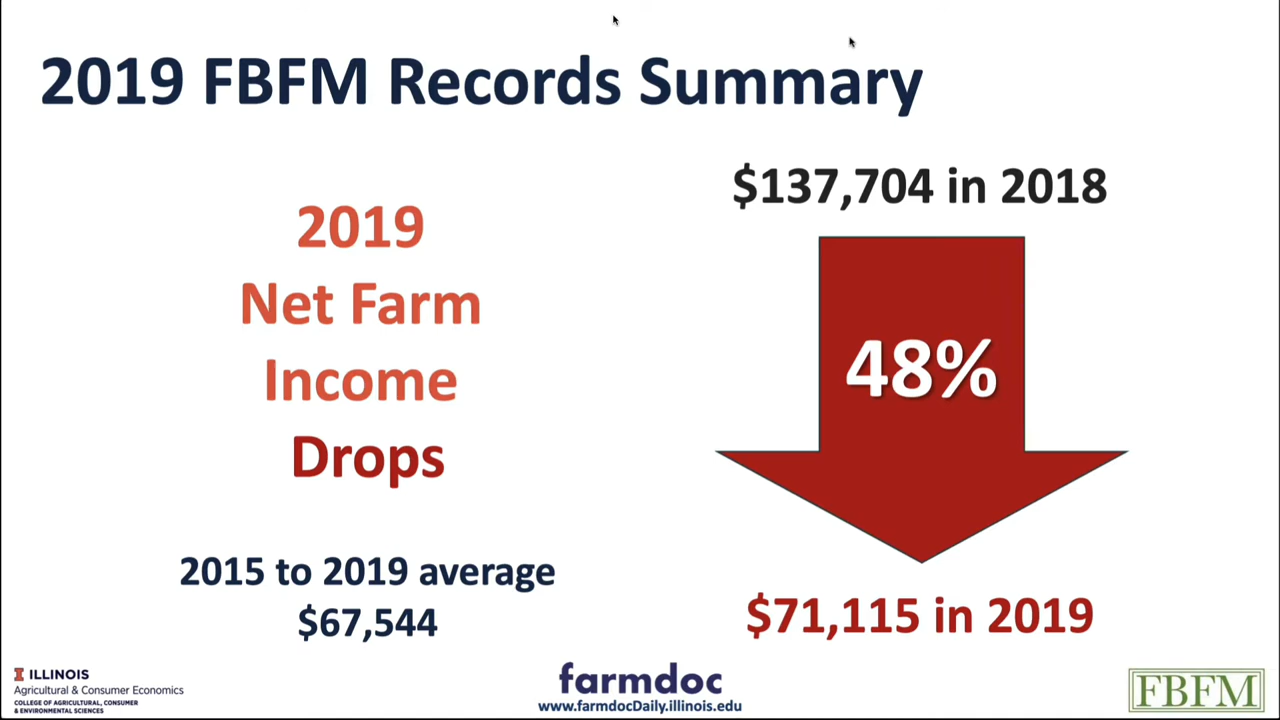 2019 FBFM Records Summary
2019
Net Farm
Income
Drops
2015 to 2019 average
$67,544
$137,704 in 2018
48%
$71,115 in 2019
I ILLINOIS
Agricultural & Consumer Economics
COLLEGE OF AGRICULTURAL, CONSUMER
& ENVIRONMENTAL SCIENCES
farmdoc
www.farmdocDaily.illinois.edu
FBFM